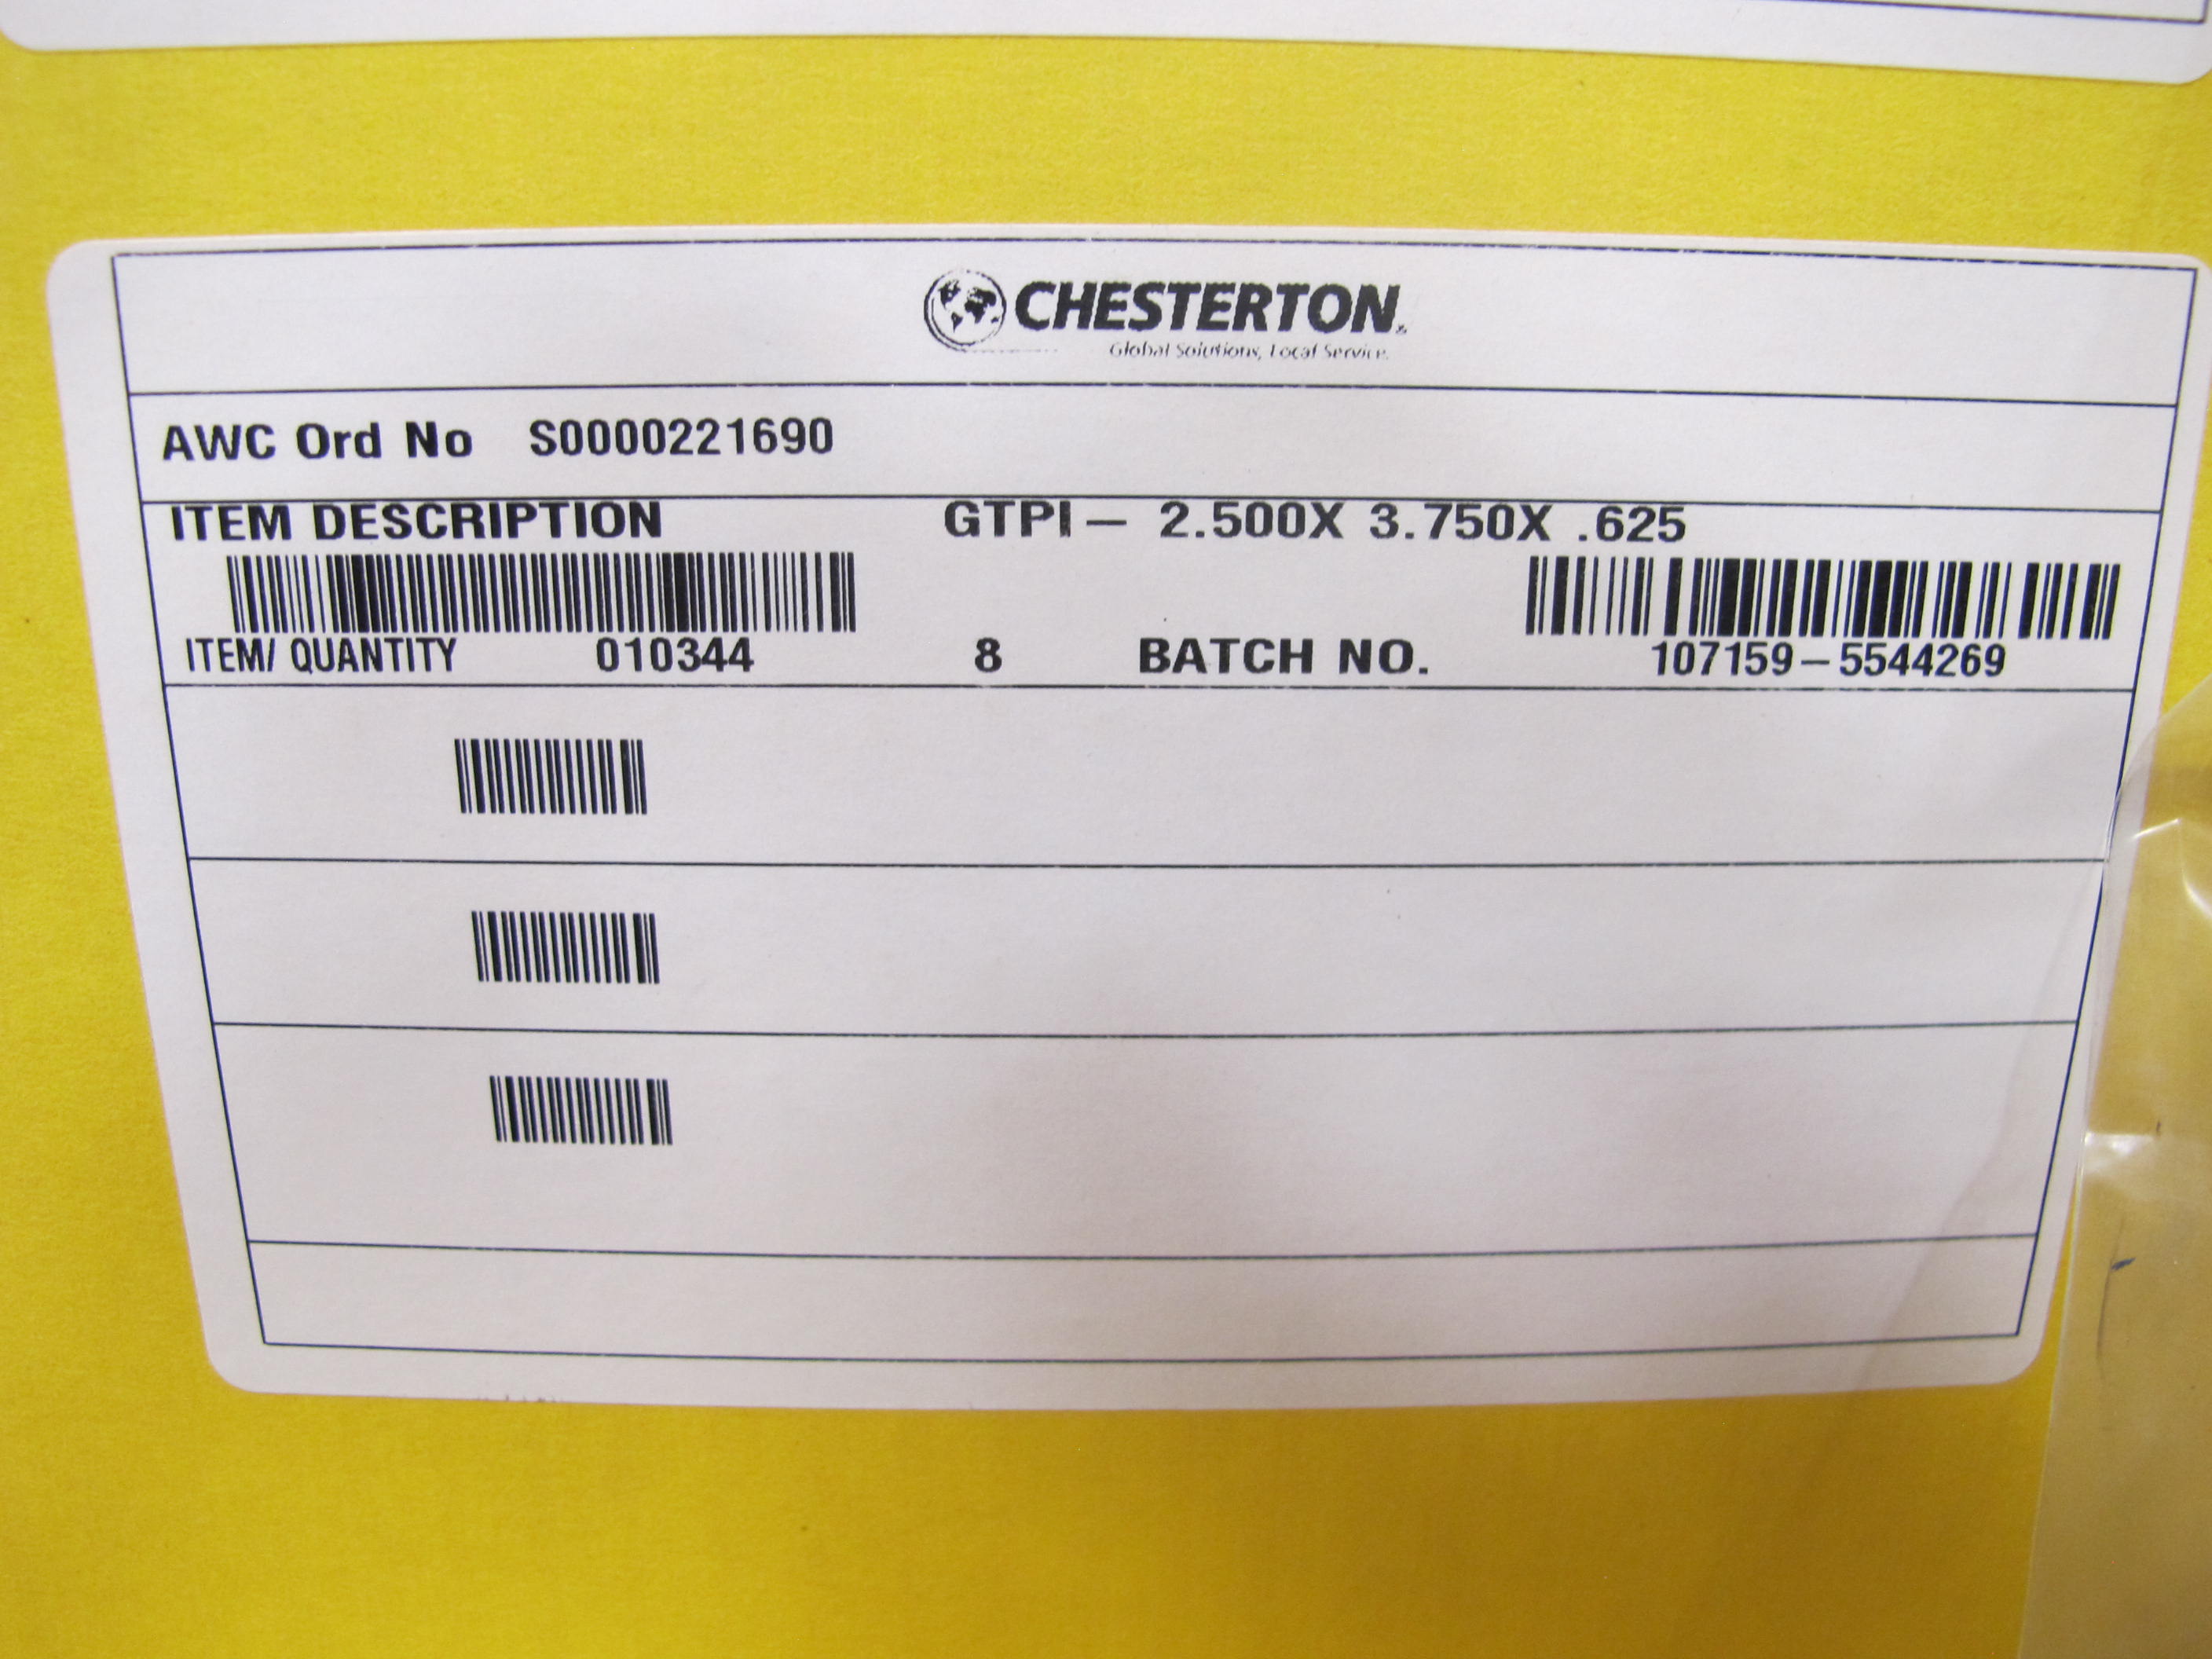 CHESTERTON®
Global Solutions, Local Service.
AWC Ord No S0000221690
ITEM DESCRIPTION GTPI– 2.500X 3.750X .625
ITEM/ QUANTITY 010344 8 BATCH NO. 107159–5544269